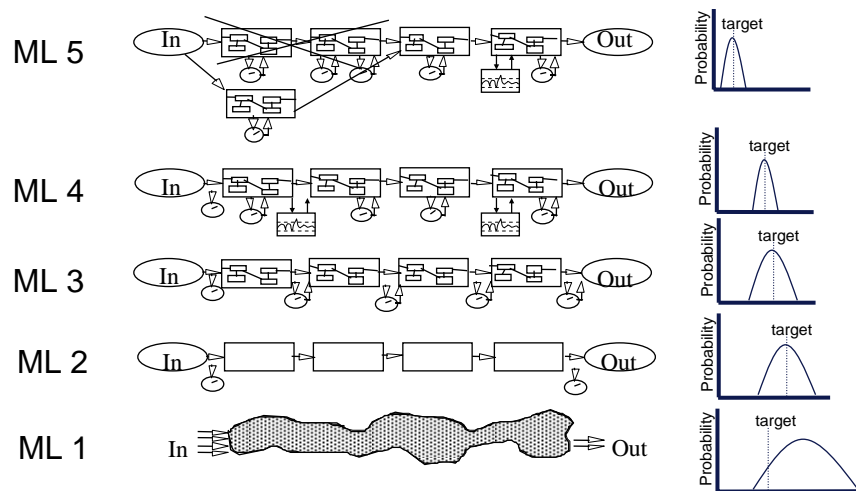 ML 5
In
Out
Probability
target
ML 4
In
Out
Probability
target
ML 3
In
Out
Probability
target
ML 2
In
Out
Probability
target
ML 1
In
Out
Probability
target